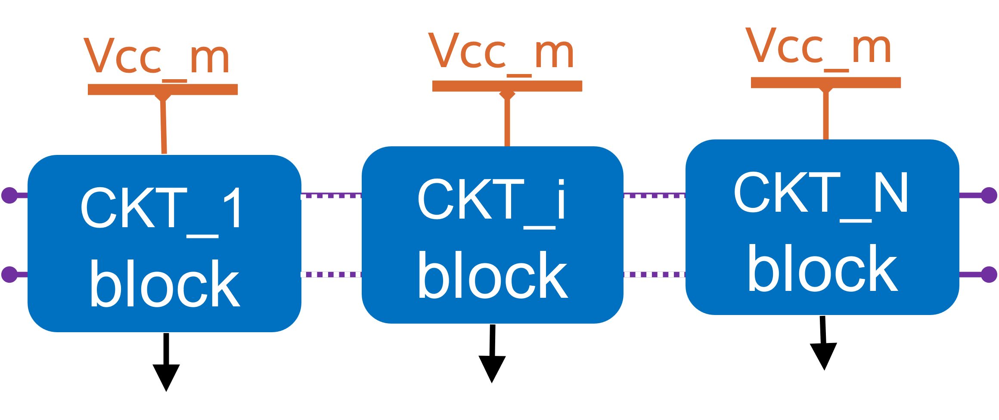 Vcc_m
Vcc_m
Vcc_m
CKT_1
block
CKT_i
block
CKT_N
block